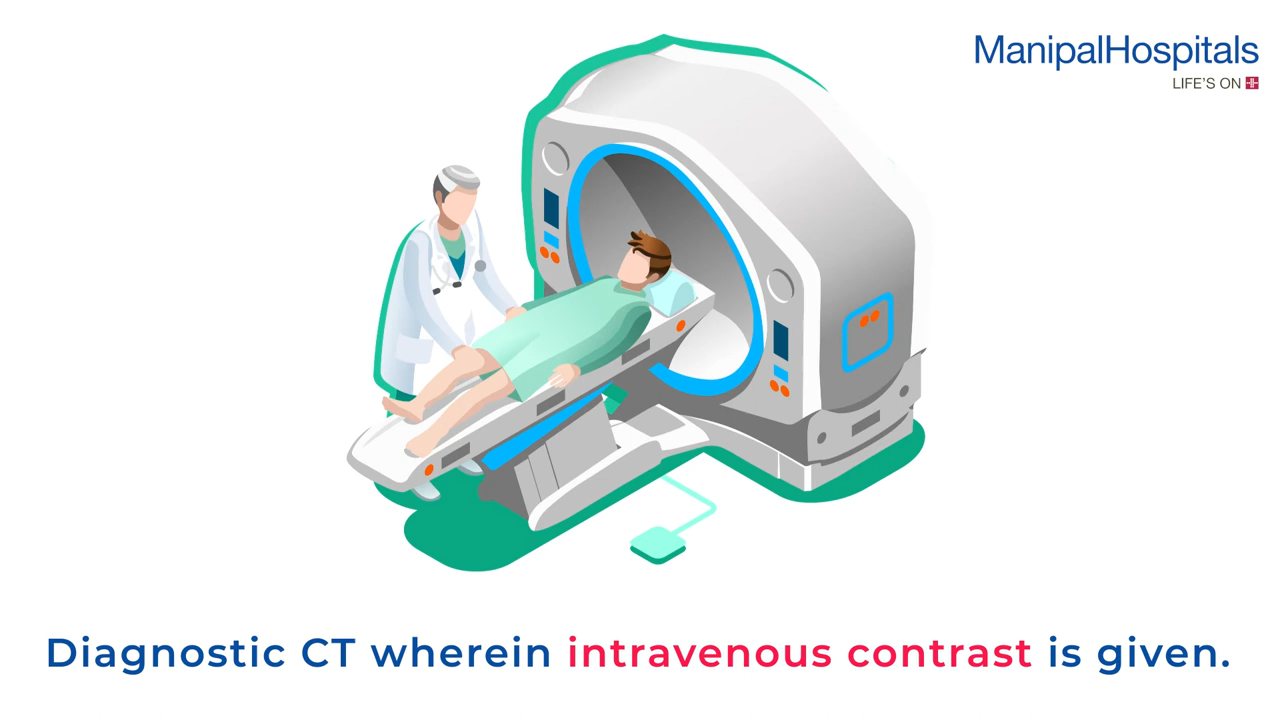 ManipalHospitals
LIFE'S ON
Diagnostic CT wherein intravenous contrast is given.